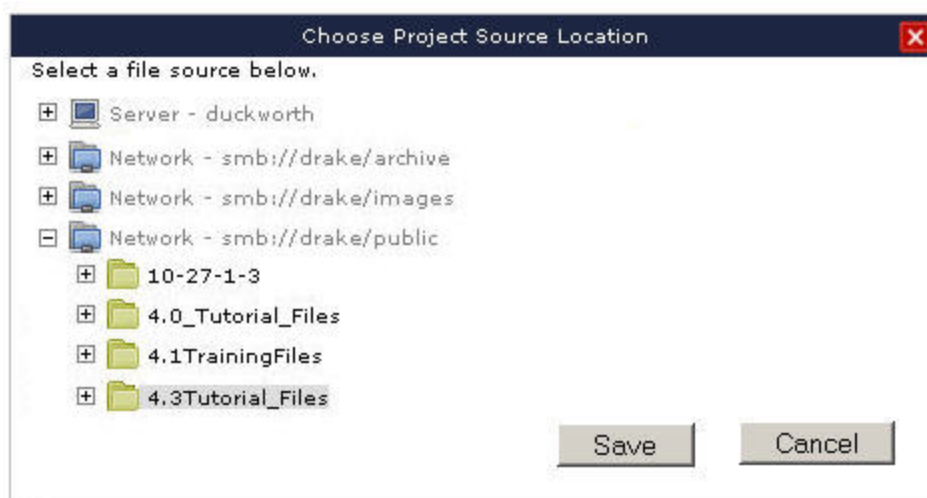 Choose Project Source Location
Select a file source below.
Server - duckworth
Network - smb://drake/archive
Network - smb://drake/images
Network - smb://drake/public
10-27-1-3
4.0_Tutorial_Files
4.1TrainingFiles
4.3Tutorial_Files
Save Cancel